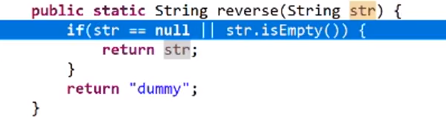 public static String reverse(String str) {
if(str == null || str.isEmpty()) {
return str;
}
return "dummy";
}